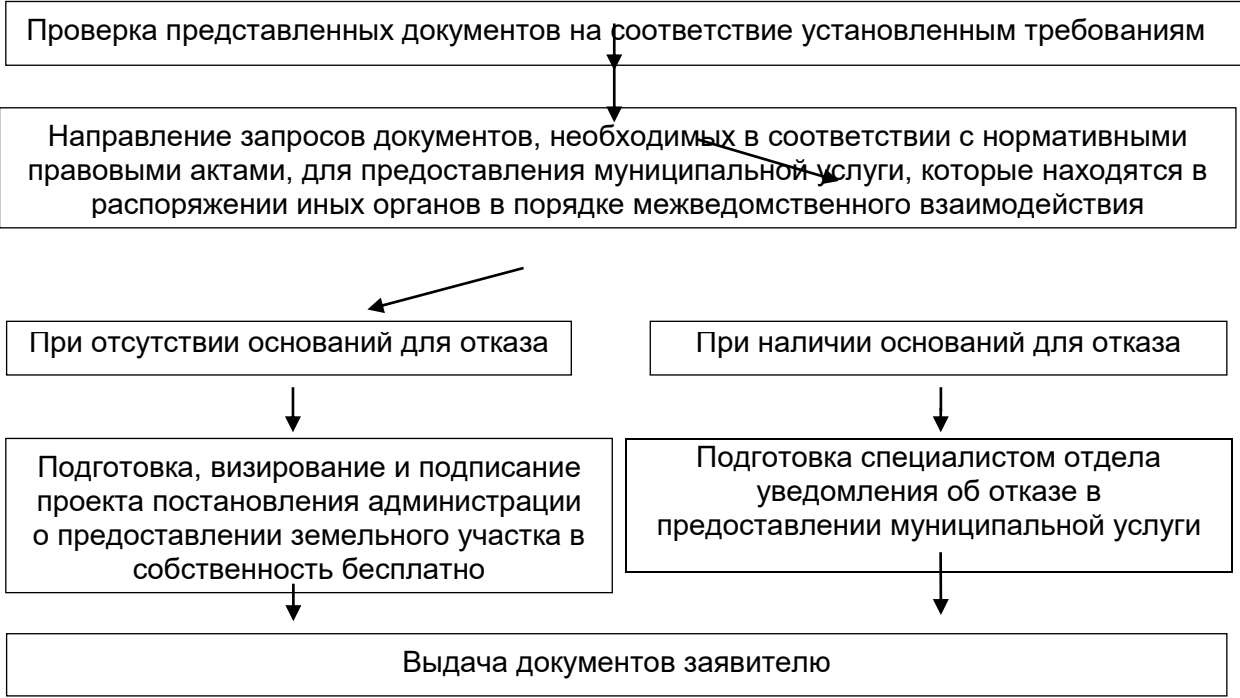 Проверка представленных документов на соответствие установленным требованиям
Направление запросов документов, необходимых в соответствии с нормативными
правовыми актами, для предоставления муниципальной услуги, которые находятся в
распоряжении иных органов в порядке межведомственного взаимодействия
При отсутствии оснований для отказа
При наличии оснований для отказа
Подготовка, визирование и подписание
проекта постановления администрации
о предоставлении земельного участка в
собственность бесплатно
Подготовка специалистом отдела
уведомления об отказе в
предоставлении муниципальной услуги
Выдача документов заявителю